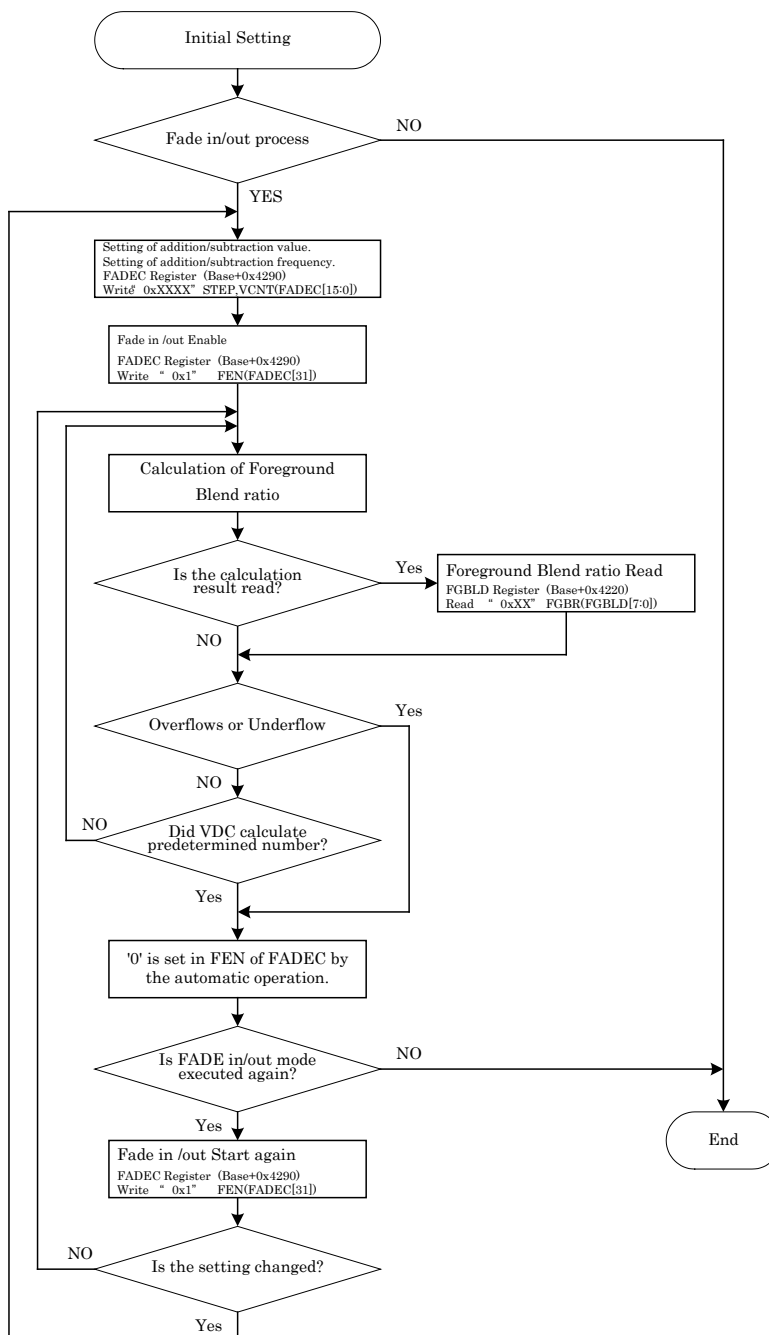 Initial Setting
Fade in/out process
NO
YES
Setting of addition/subtraction value.
Setting of addition/subtraction frequency.
FADEC Register (Base+0x4290)
Write“ 0xXXXX” STEP,VCNT(FADEC[15:0])
Fade in /out Enable
FADEC Register (Base+0x4290)
Write “ 0x1” FEN(FADEC[31])
Calculation of Foreground
Blend ratio
Is the calculation
result read?
Yes
Foreground Blend ratio Read
FGBLD Register (Base+0x4220)
Read “ 0xXX” FGBR(FGBLD[7:0])
NO
Overflows or Underflow
Yes
NO
NO
Did VDC calculate
predetermined number?
Yes
'0' is set in FEN of FADEC by
the automatic operation.
Is FADE in/out mode
executed again?
NO
Yes
End
Fade in /out Start again
FADEC Register (Base+0x4290)
Write “ 0x1” FEN(FADEC[31])
NO
Is the setting changed?
Yes